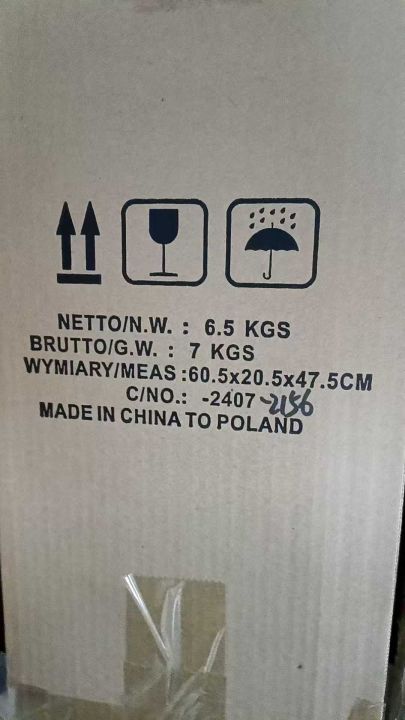 NETTO/N.W. : 6.5 KGS
BRUTTO/G.W. : 7 KGS
WYMIARY/MEAS :60.5x20.5x47.5CM
C/NO.: -2407-2156
MADE IN CHINA TO POLAND